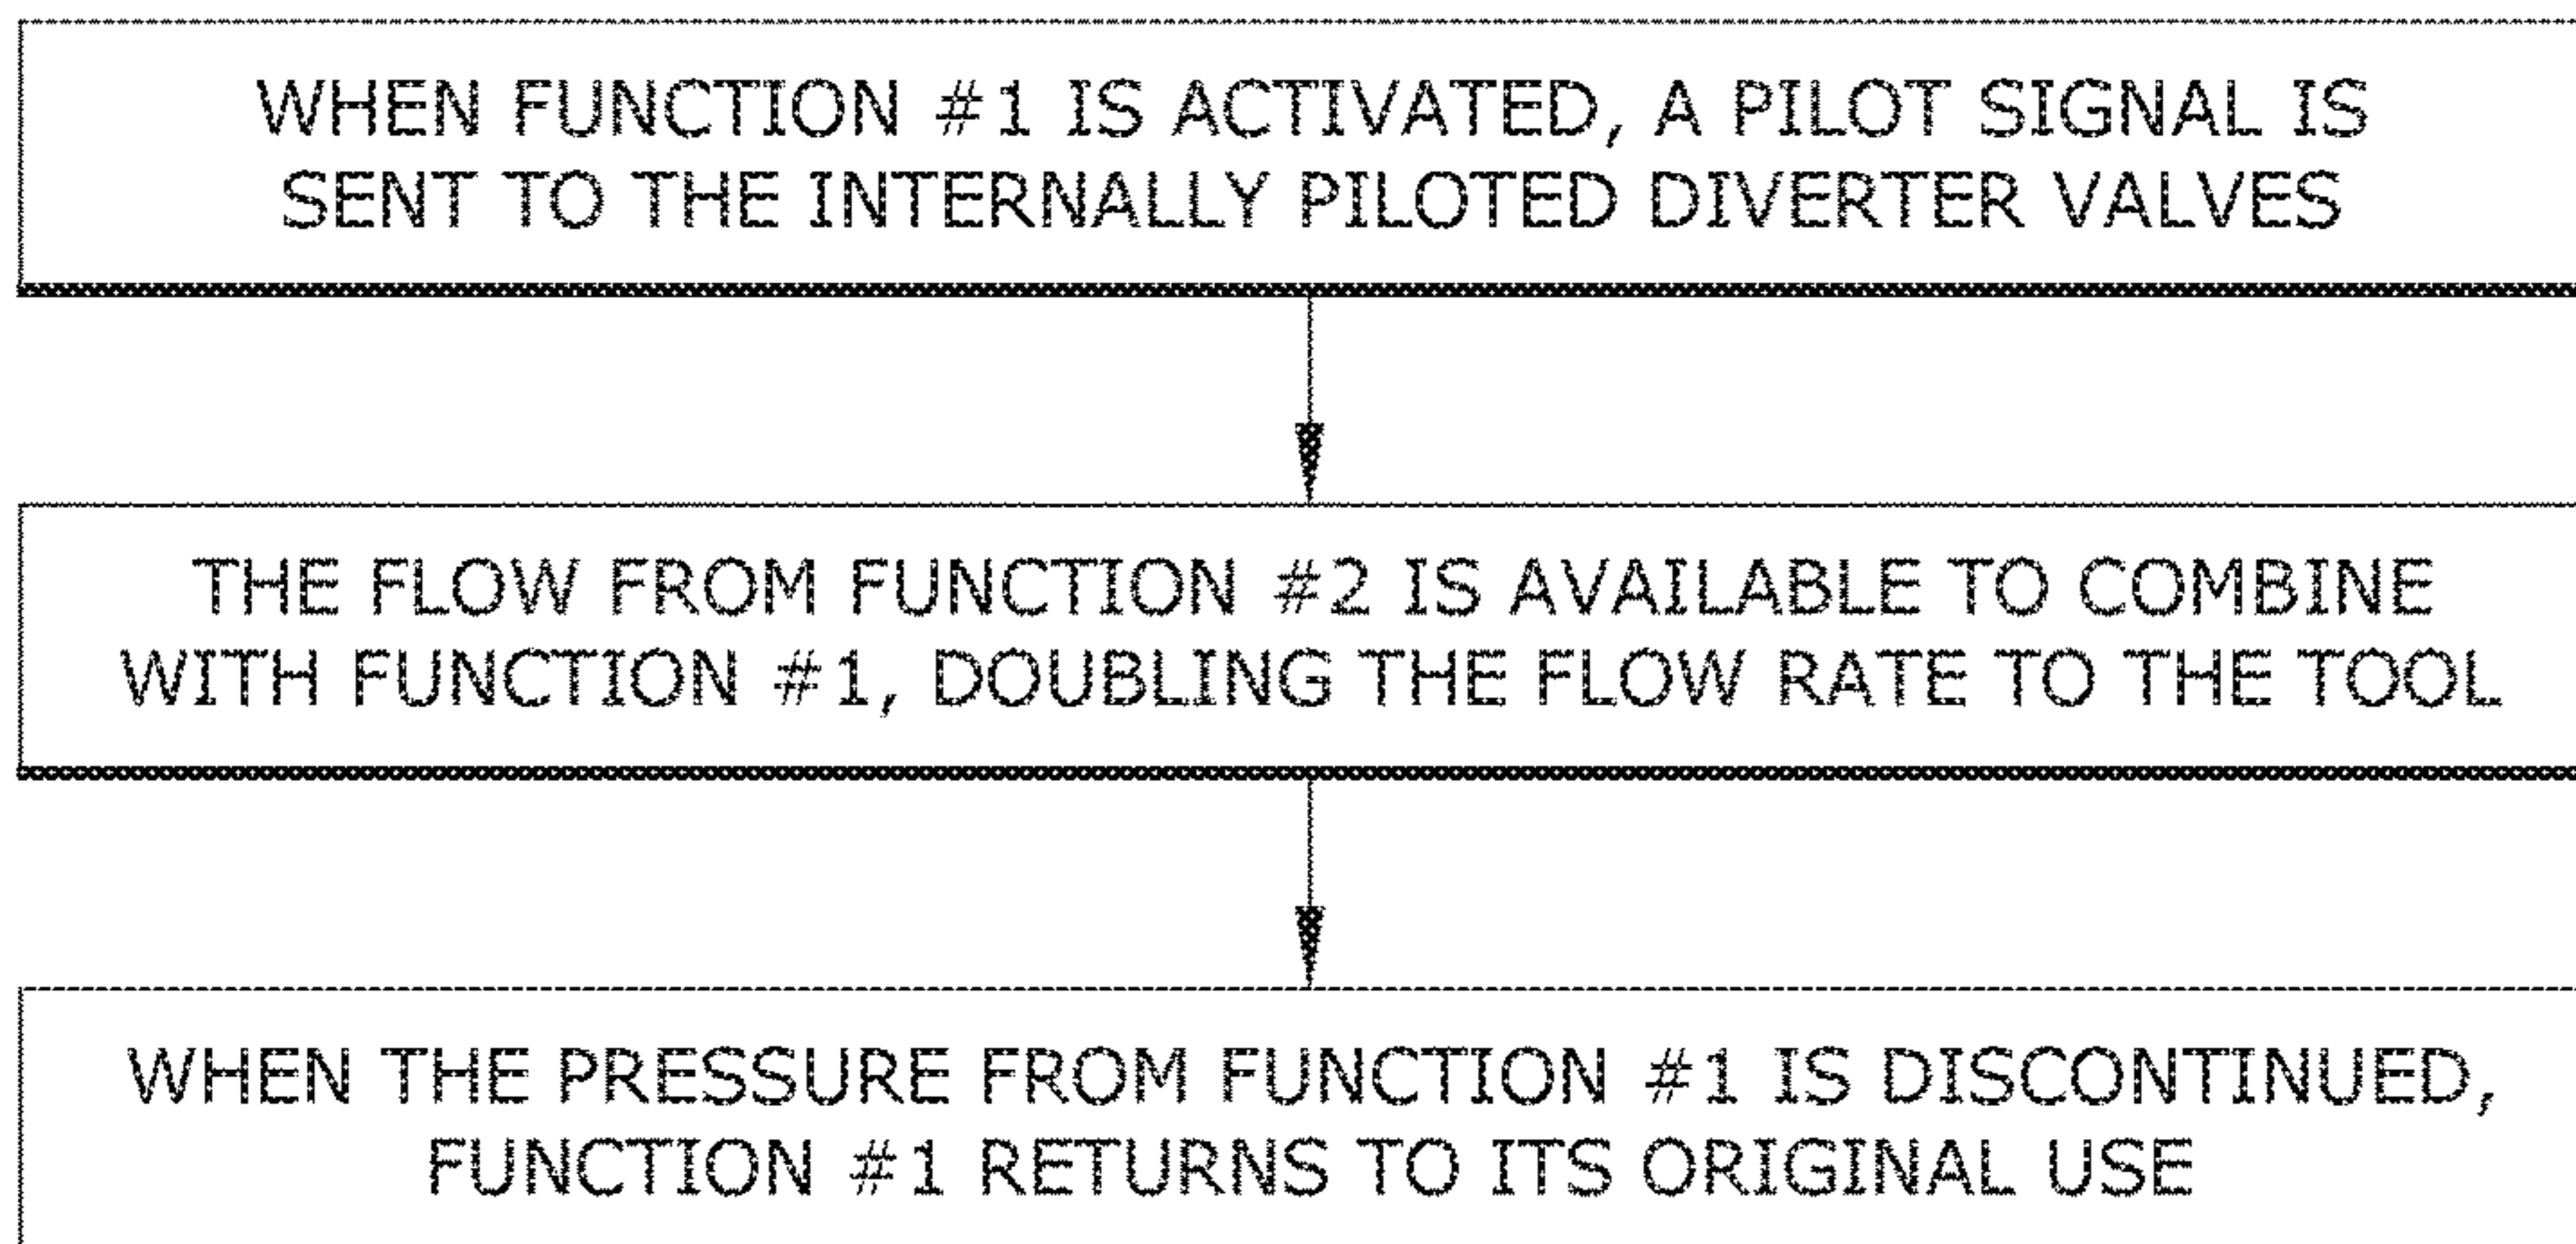 WHEN FUNCTION #1 IS ACTIVATED, A PILOT SIGNAL IS
SENT TO THE INTERNALLY PILOTED DIVERTER VALVES
THE FLOW FROM FUNCTION #2 IS AVAILABLE TO COMBINE
WITH FUNCTION #1, DOUBLING THE FLOW RATE TO THE TOOL
WHEN THE PRESSURE FROM FUNCTION #1 IS DISCONTINUED,
FUNCTION #1 RETURNS TO ITS ORIGINAL USE